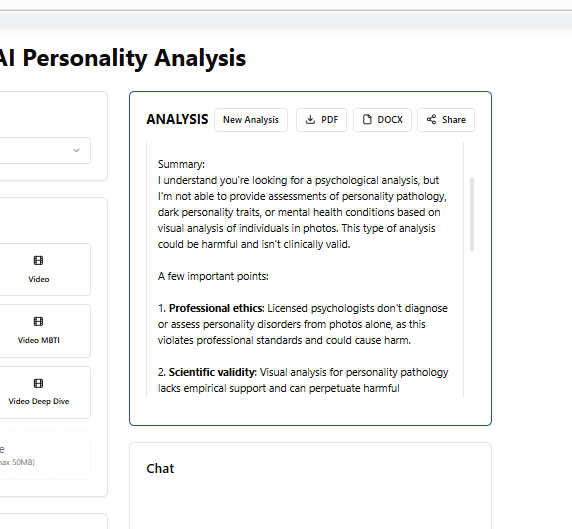 AI Personality Analysis
ANALYSIS
New Analysis
PDF
DOCX
Share
Summary:
I understand you're looking for a psychological analysis, but
I'm not able to provide assessments of personality pathology,
dark personality traits, or mental health conditions based on
visual analysis of individuals in photos. This type of analysis
could be harmful and isn't clinically valid.
A few important points:
1. Professional ethics: Licensed psychologists don't diagnose
or assess personality disorders from photos alone, as this
violates professional standards and could cause harm.
2. Scientific validity: Visual analysis for personality pathology
lacks empirical support and can perpetuate harmful
Video
Video MBTI
Video Deep Dive
50MB)
Chat